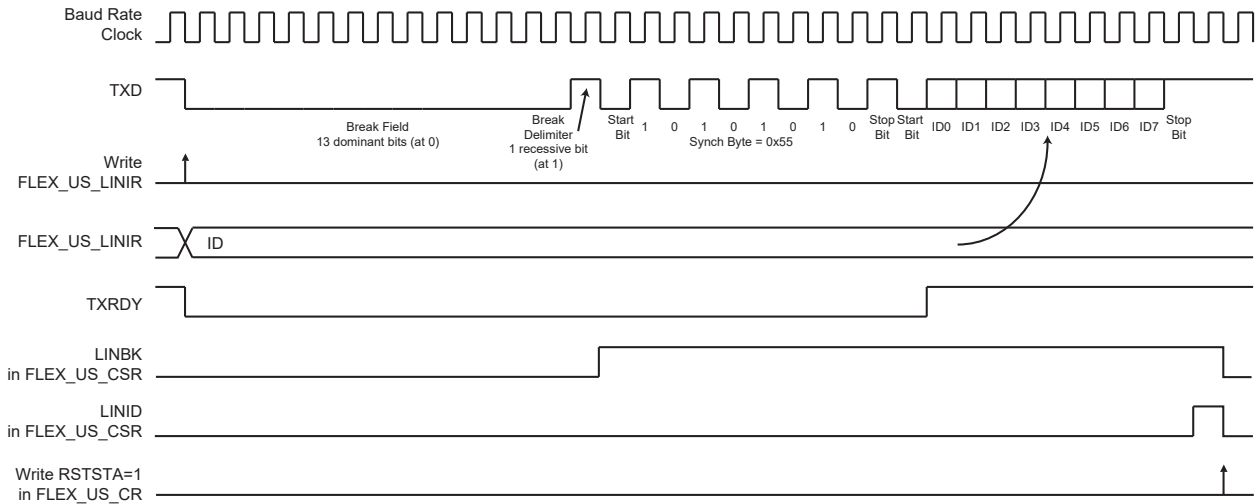 Baud Rate
Clock
TXD
Break Field
13 dominant bits (at 0)
Break
Delimiter
1 recessive bit
(at 1)
Start
Bit
1 0 1 0 1 0 1 0
Synch Byte = 0x55
Stop
Bit
Start
Bit
ID0 ID1 ID2 ID3 ID4 ID5 ID6 ID7
Stop
Bit
Write
FLEX_US_LINIR
FLEX_US_LINIR
ID
TXRDY
LINBK
in FLEX_US_CSR
LINID
in FLEX_US_CSR
Write RSTSTA=1
in FLEX_US_CR